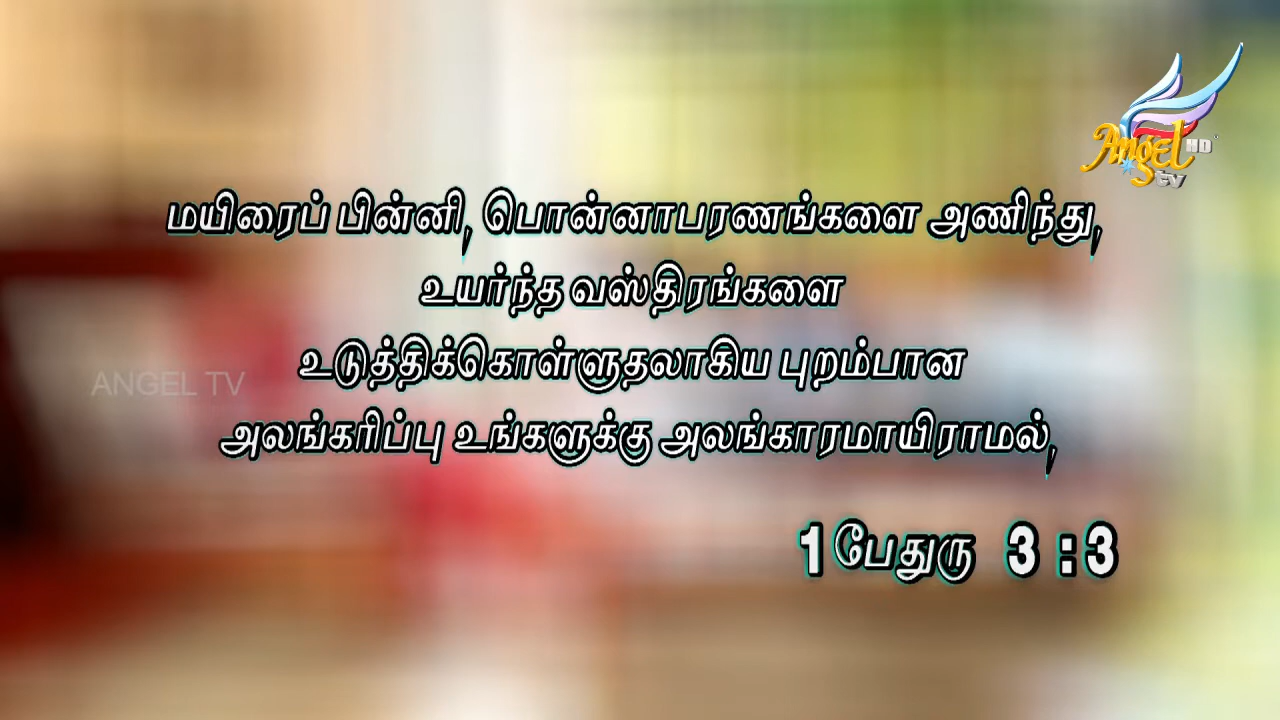 Angel HD
tv
மயிரைப் பின்னி, பொன்னாபரணங்களை அணிந்து,
உயர்ந்த வஸ்திரங்களை
உடுத்திக்கொள்ளுதலாகிய புறம்பான
ANGEL TV
அலங்கரிப்பு உங்களுக்கு அலங்காரமாயிராமல்,
1பேதுரு 3 : 3